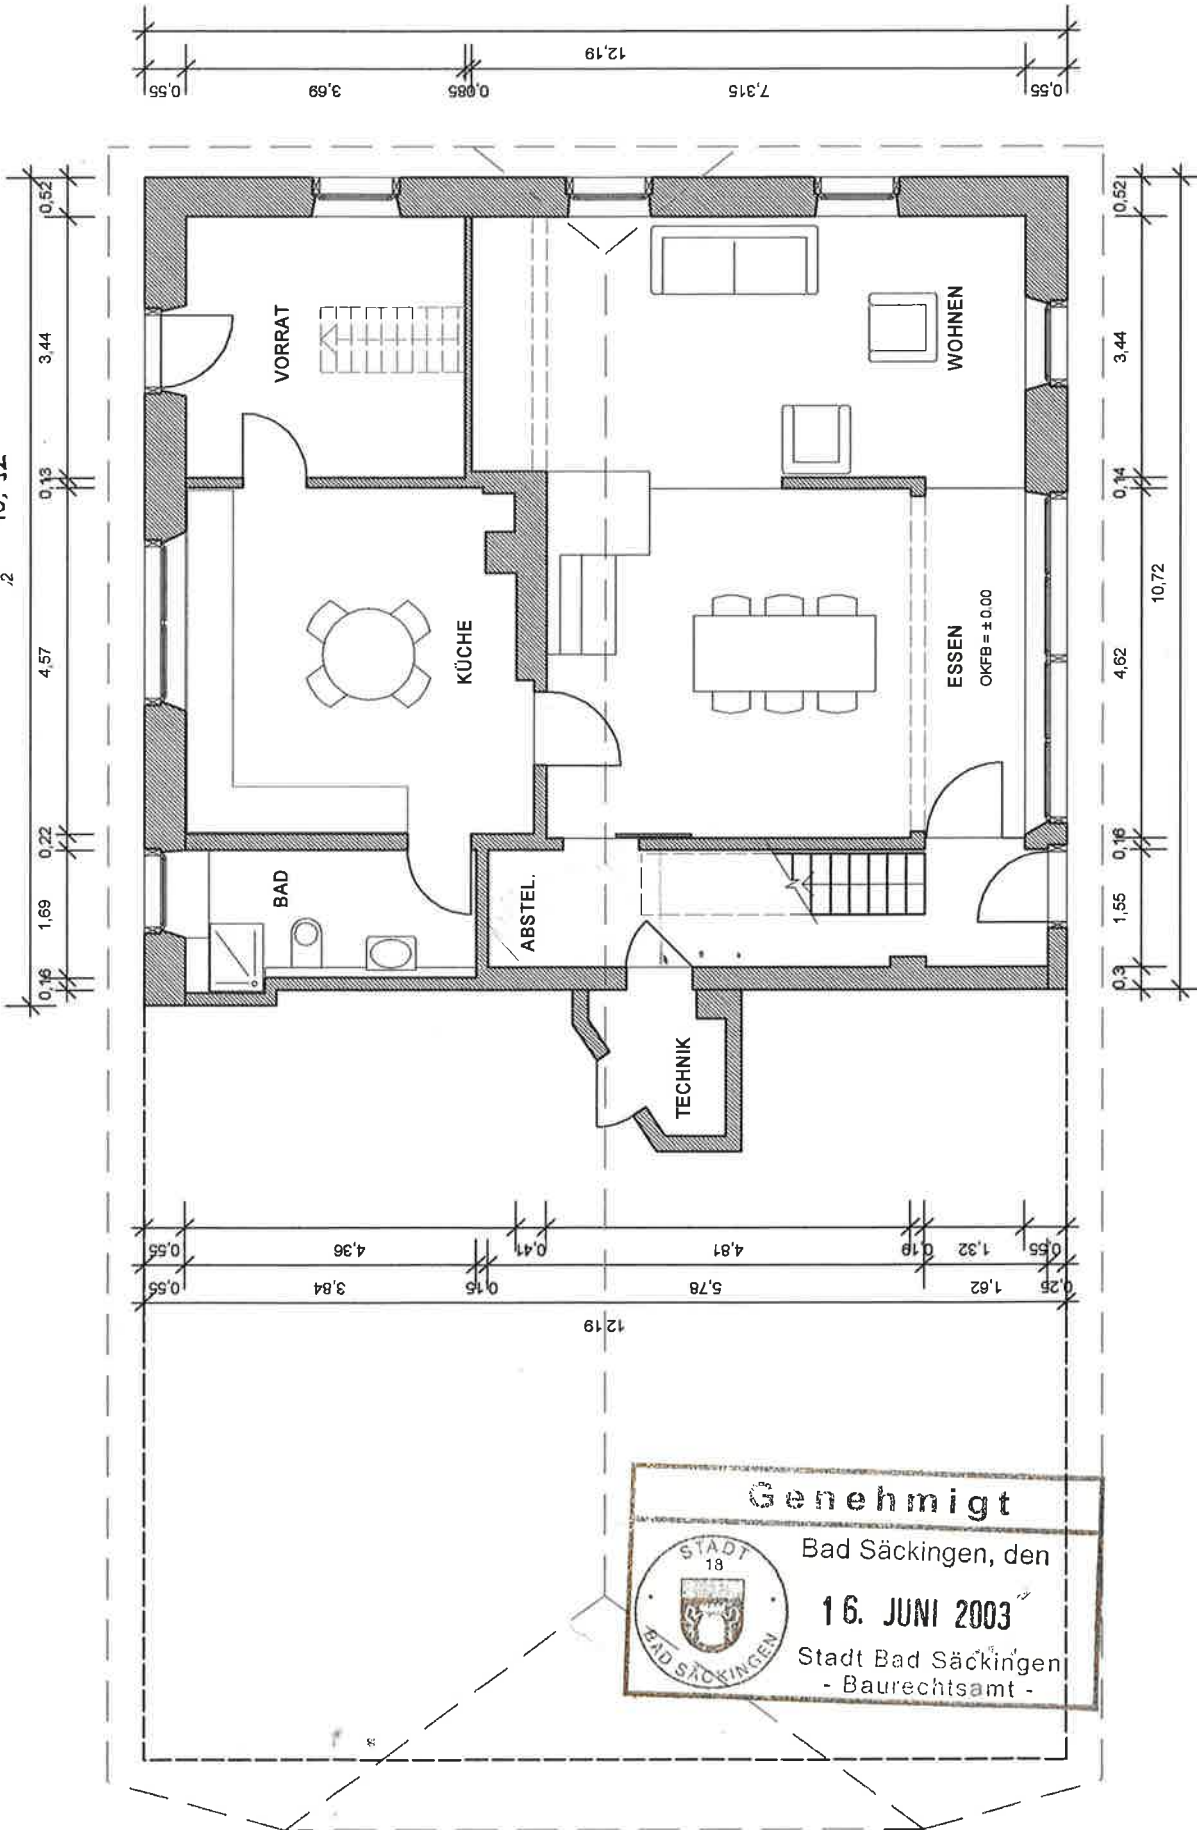 12,19
0,55
3,69
0,085
7,315
0,55
0,52
3,44
0,13
4,57
0,22
1,69
0,16
0,52
3,44
0,14
4,62
0,16
1,55
0,3
10,72
VORRAT
WOHNEN
KÜCHE
ESSEN
OKFB = ± 0.00
BAD
ABSTEL.
TECHNIK
0,55
4,36
0,41
4,81
0,19
1,32
0,55
0,55
3,84
0,15
5,78
1,62
0,25
12,19
Genehmigt
STADT
18
BAD SÄCKINGEN
Bad Säckingen, den
16. JUNI 2003
Stadt Bad Säckingen
- Baurechtsamt -